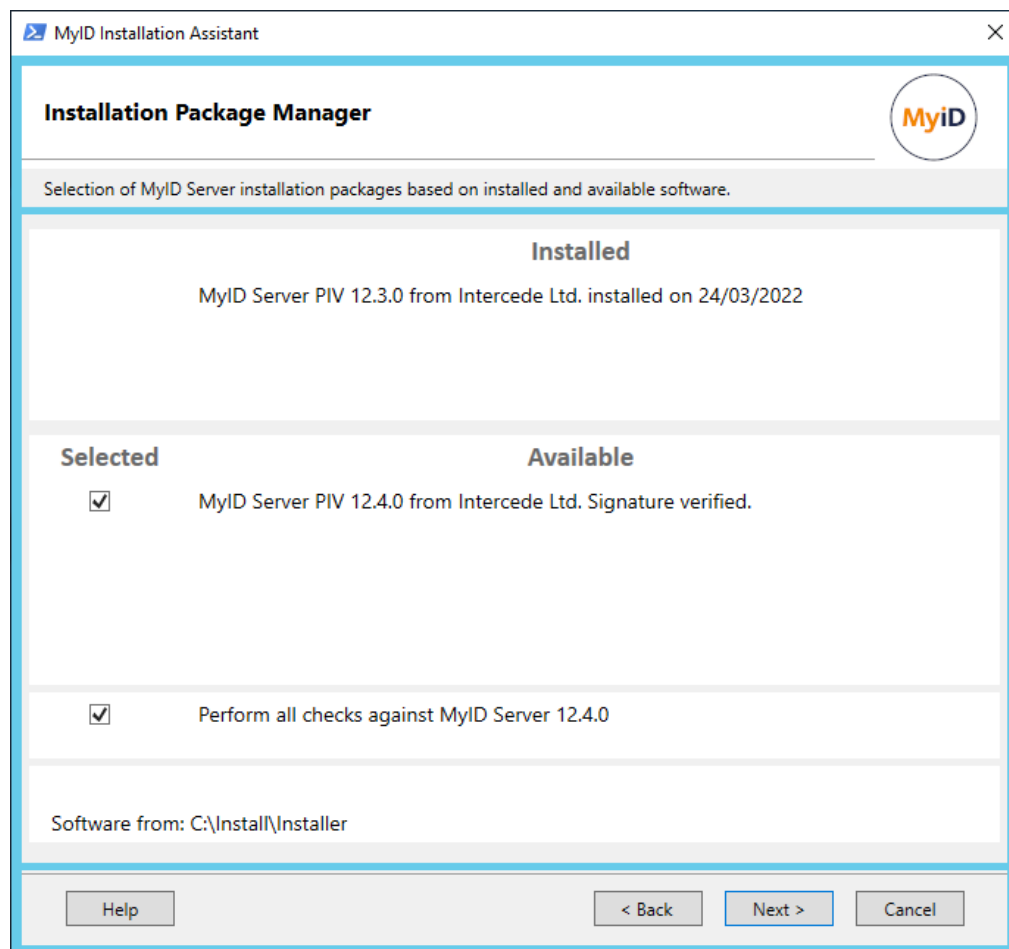 MyID Installation Assistant
Installation Package Manager
MyiD
Selection of MyID Server installation packages based on installed and available software.
Installed
MyID Server PIV 12.3.0 from Intercede Ltd. installed on 24/03/2022
Selected Available
MyID Server PIV 12.4.0 from Intercede Ltd. Signature verified.
Perform all checks against MyID Server 12.4.0
Software from: C:\Install\Installer
Help < Back Next > Cancel